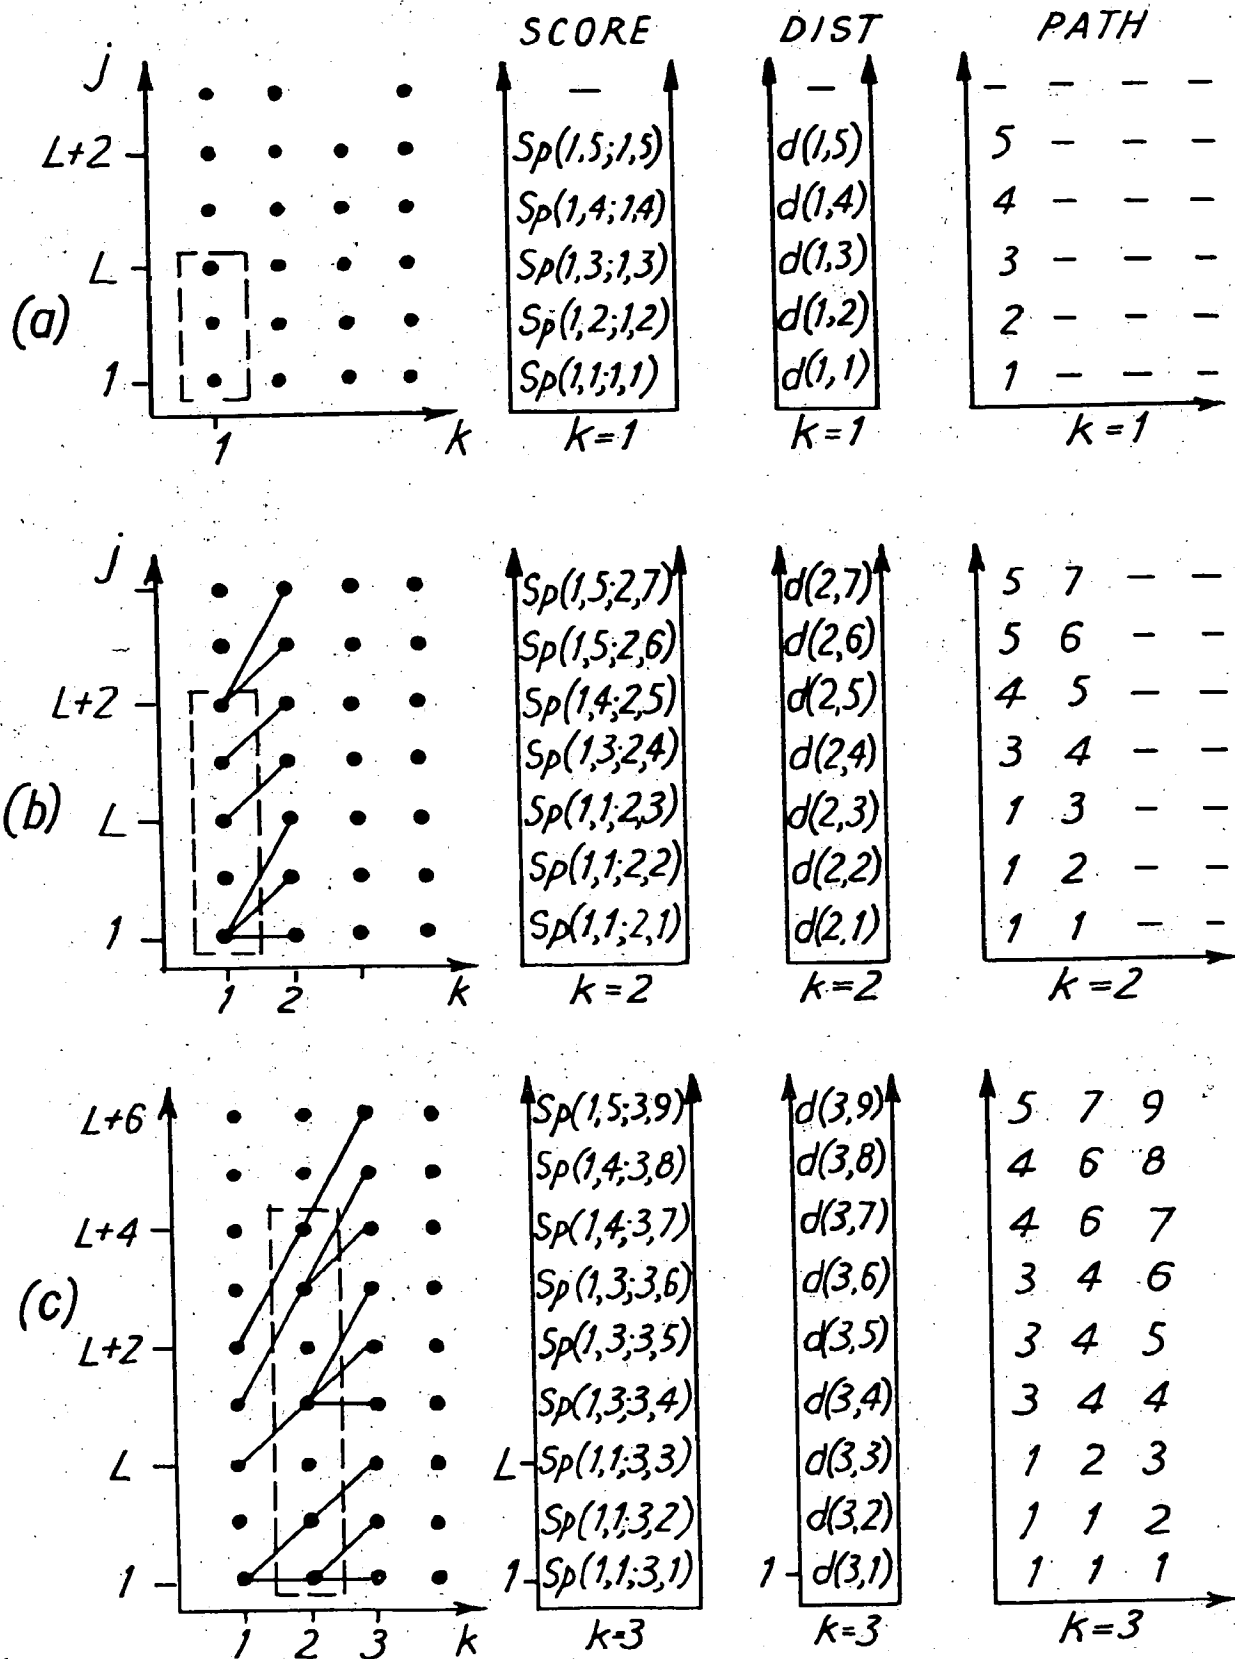 SCORE DIST PATH
j — — — — — —
L+2 Sp(1,5;1,5) d(1,5) 5 — — —
Sp(1,4;1,4) d(1,4) 4 — — —
L Sp(1,3;1,3) d(1,3) 3 — — —
(a) Sp(1,2;1,2) d(1,2) 2 — — —
1 Sp(1,1;1,1) d(1,1) 1 — — —
1 k k=1 k=1 k=1
j Sp(1,5;2,7) d(2,7) 5 7 — —
Sp(1,5;2,6) d(2,6) 5 6 — —
L+2 Sp(1,4;2,5) d(2,5) 4 5 — —
Sp(1,3;2,4) d(2,4) 3 4 — —
(b) L Sp(1,1;2,3) d(2,3) 1 3 — —
Sp(1,1;2,2) d(2,2) 1 2 — —
1 Sp(1,1;2,1) d(2,1) 1 1 — —
1 2 k k=2 k=2 k=2
L+6 Sp(1,5;3,9) d(3,9) 5 7 9
Sp(1,4;3,8) d(3,8) 4 6 8
L+4 Sp(1,4;3,7) d(3,7) 4 6 7
(c) Sp(1,3;3,6) d(3,6) 3 4 6
L+2 Sp(1,3;3,5) d(3,5) 3 4 5
Sp(1,3;3,4) d(3,4) 3 4 4
L L Sp(1,1;3,3) d(3,3) 1 2 3
Sp(1,1;3,2) d(3,2) 1 1 2
1 1 Sp(1,1;3,1) 1 d(3,1) 1 1 1
1 2 3 k k=3 k=3 k=3